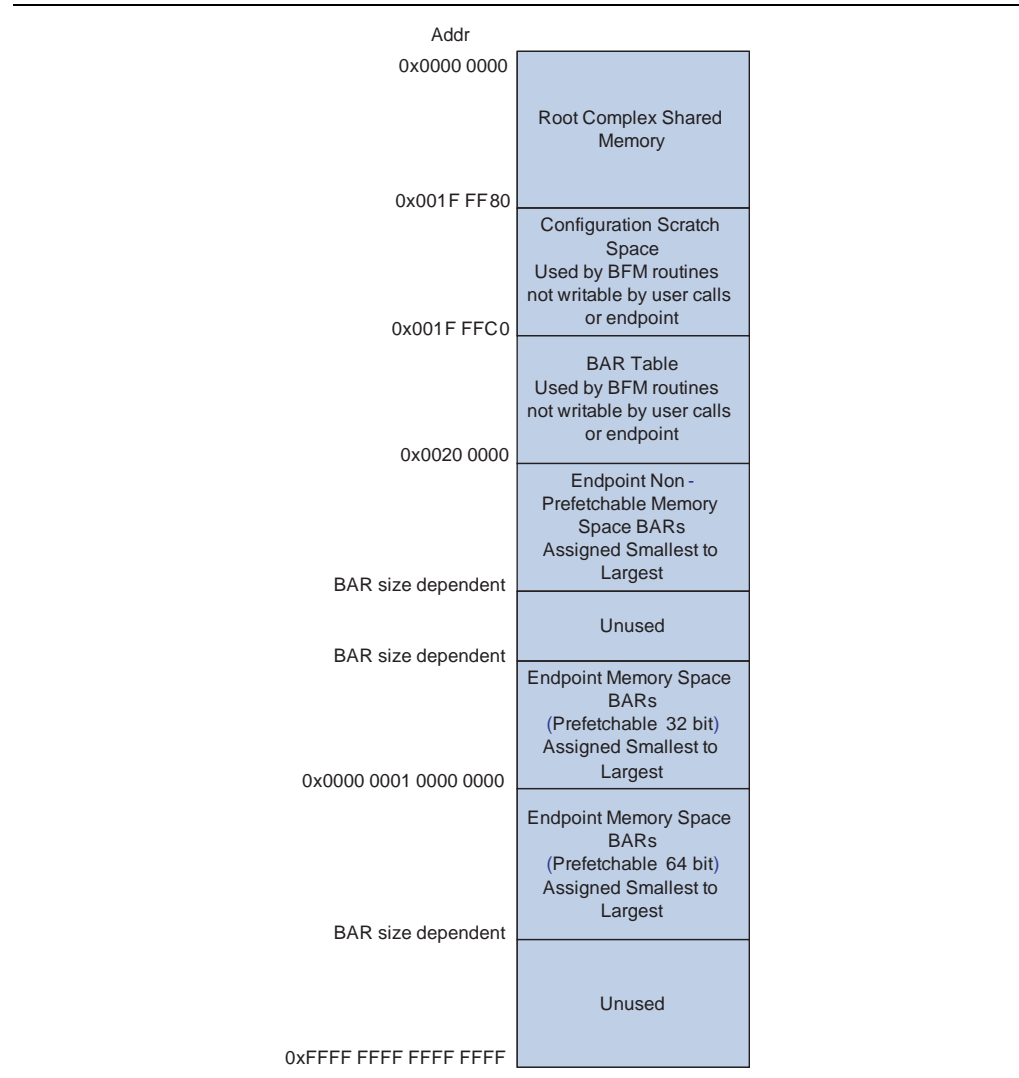 Addr
0x0000 0000
Root Complex Shared
Memory
0x001F FF80
Configuration Scratch
Space
Used by BFM routines
not writable by user calls
or endpoint
0x001F FFC0
BAR Table
Used by BFM routines
not writable by user calls
or endpoint
0x0020 0000
Endpoint Non -
Prefetchable Memory
Space BARs
Assigned Smallest to
Largest
BAR size dependent
Unused
BAR size dependent
Endpoint Memory Space
BARs
(Prefetchable 32 bit)
Assigned Smallest to
Largest
0x0000 0001 0000 0000
Endpoint Memory Space
BARs
(Prefetchable 64 bit)
Assigned Smallest to
Largest
BAR size dependent
Unused
0xFFFF FFFF FFFF FFFF